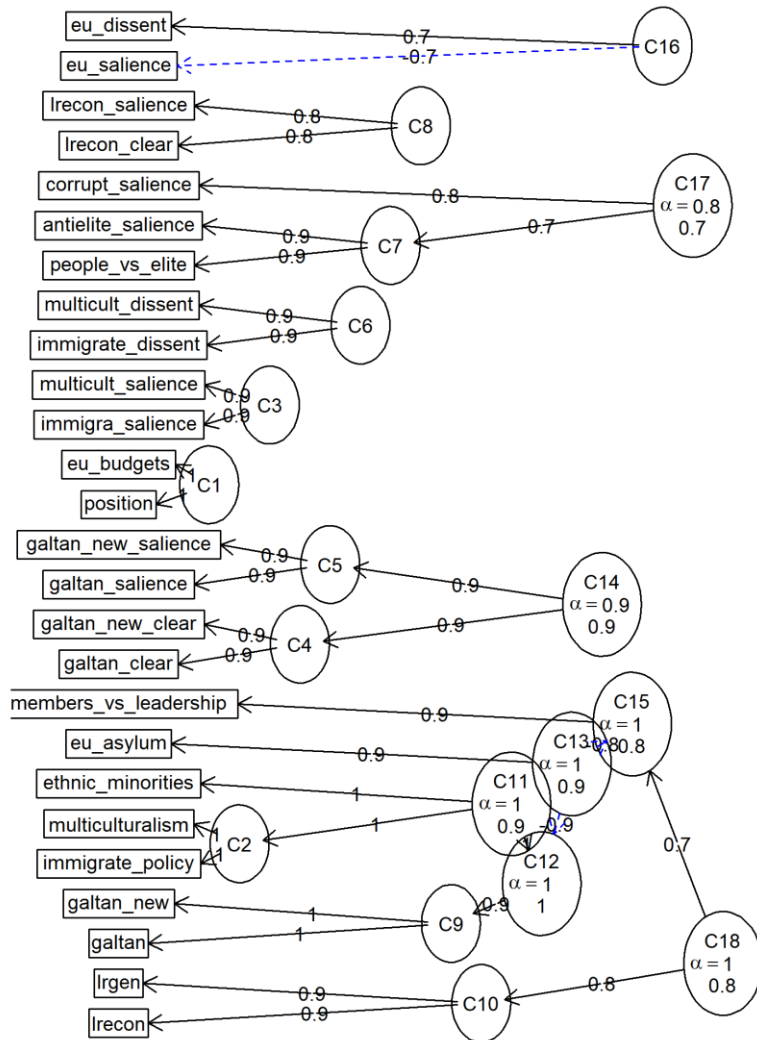 eu_dissent
0.7
C16
eu_salience
-0.7
lrecon_salience
0.8
C8
lrecon_clear
0.8
corrupt_salience
0.8
C17
α = 0.8
0.7
antielite_salience
0.9
C7
0.7
people_vs_elite
0.9
multicult_dissent
0.9
C6
immigrate_dissent
0.9
multicult_salience
0.9
C3
immigra_salience
0.9
eu_budgets
1
C1
position
1
galtan_new_salience
0.9
C5
galtan_salience
0.9
0.9
C14
α = 0.9
0.9
galtan_new_clear
0.9
C4
0.9
galtan_clear
0.9
members_vs_leadership
0.9
C15
α = 1
0.8
eu_asylum
0.9
C13
α = 1
0.9
-0.8
ethnic_minorities
1
C11
α = 1
0.9
-0.9
multiculturalism
1
C2
1
immigrate_policy
1
C12
α = 1
1
0.7
galtan_new
1
C9
0.9
galtan
1
C18
α = 1
0.8
lrgen
0.9
C10
0.8
lrecon
0.9